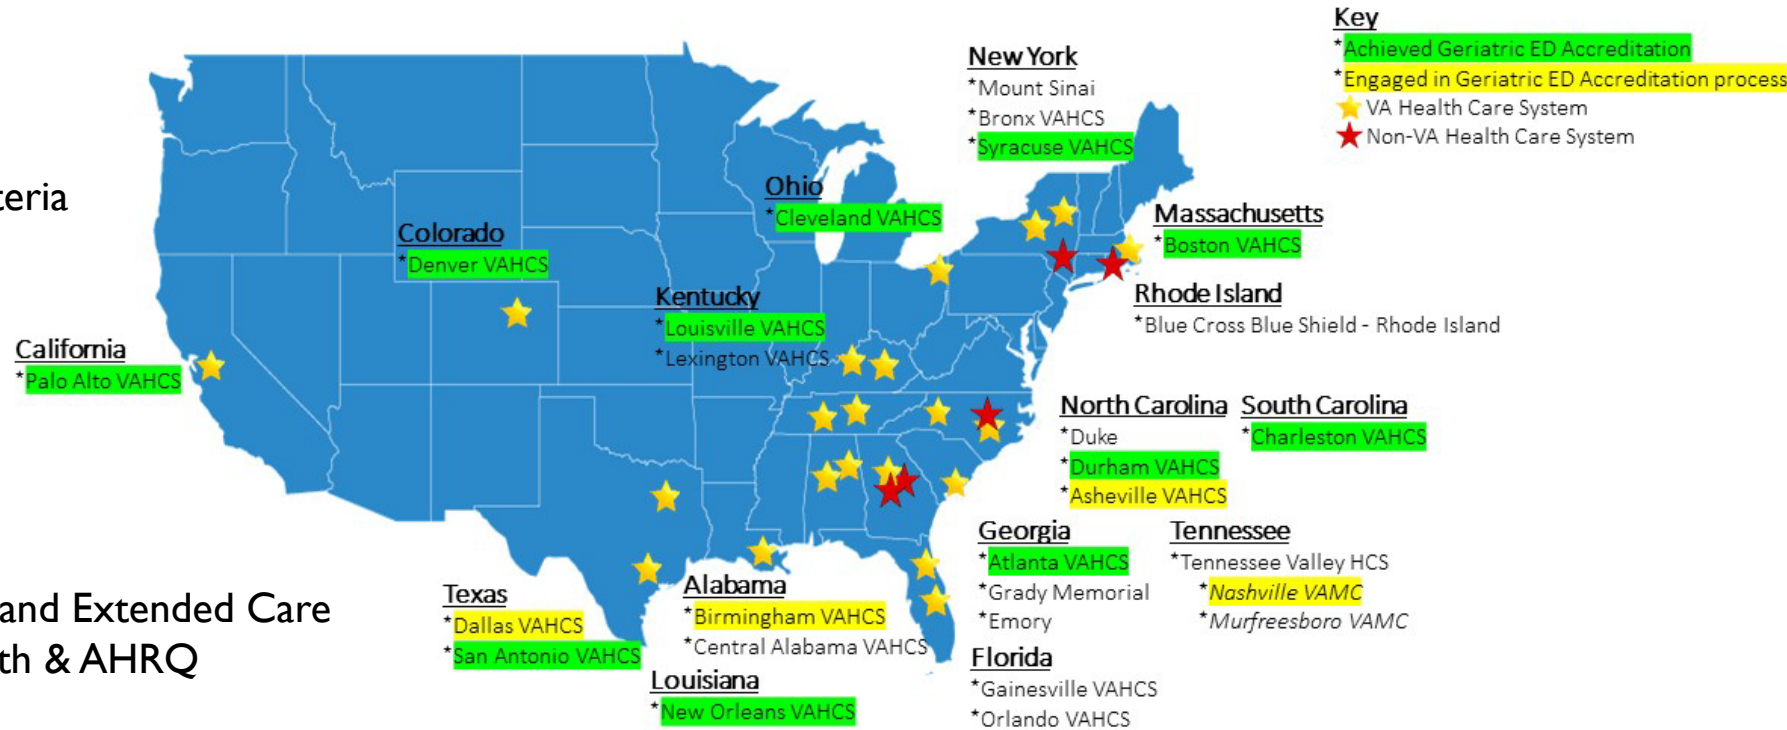 teria
and Extended Care
th & AHRQ
Key
*Achieved Geriatric ED Accreditation
*Engaged in Geriatric ED Accreditation process
VA Health Care System
Non-VA Health Care System
New York
*Mount Sinai
*Bronx VAHCS
*Syracuse VAHCS
Ohio
*Cleveland VAHCS
Massachusetts
*Boston VAHCS
Colorado
*Denver VAHCS
Kentucky
*Louisville VAHCS
*Lexington VAHCS
Rhode Island
*Blue Cross Blue Shield - Rhode Island
California
*Palo Alto VAHCS
North Carolina
*Duke
*Durham VAHCS
*Asheville VAHCS
South Carolina
*Charleston VAHCS
Georgia
*Atlanta VAHCS
*Grady Memorial
*Emory
Tennessee
*Tennessee Valley HCS
*Nashville VAMC
*Murfreesboro VAMC
Texas
*Dallas VAHCS
*San Antonio VAHCS
Alabama
*Birmingham VAHCS
*Central Alabama VAHCS
Louisiana
*New Orleans VAHCS
Florida
*Gainesville VAHCS
*Orlando VAHCS